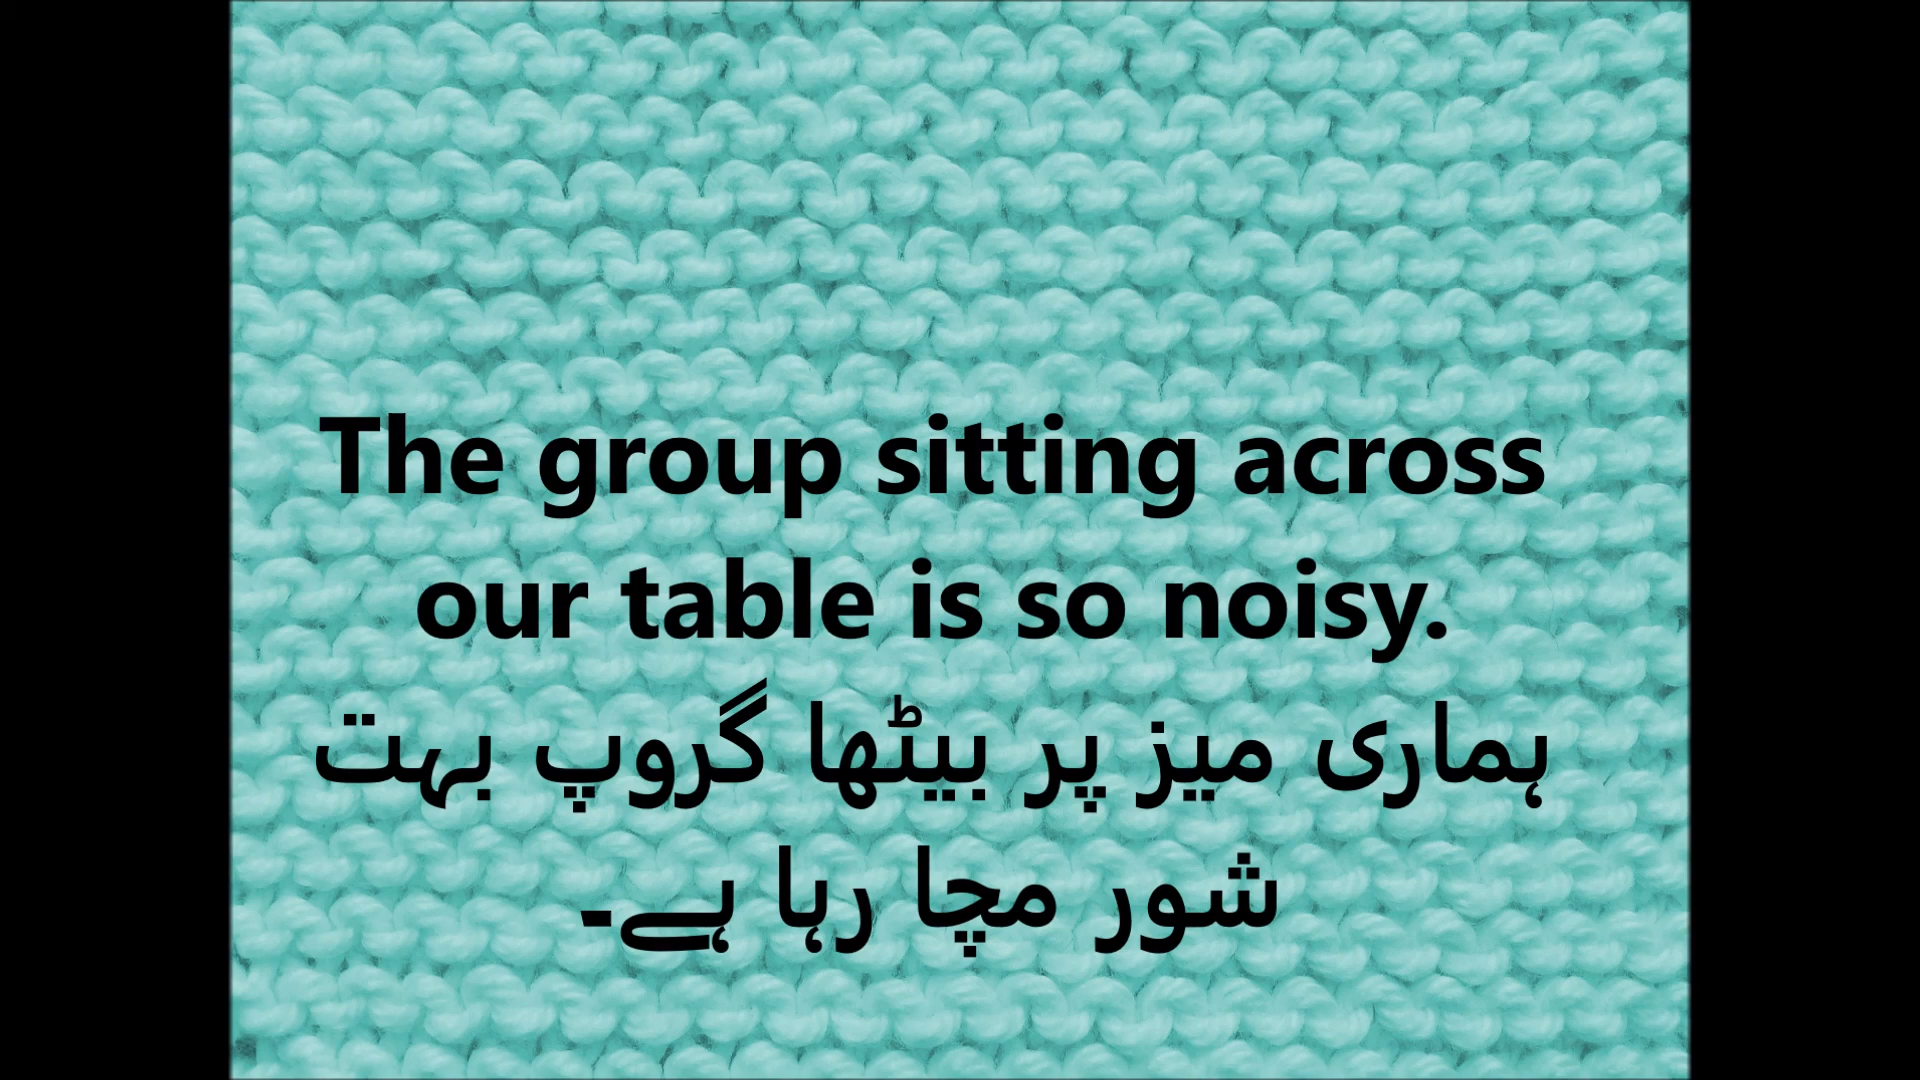 The group sitting across
our table is so noisy.
ہماری میز پر بیٹھا گروپ بہت
شور مچا رہا ہے۔